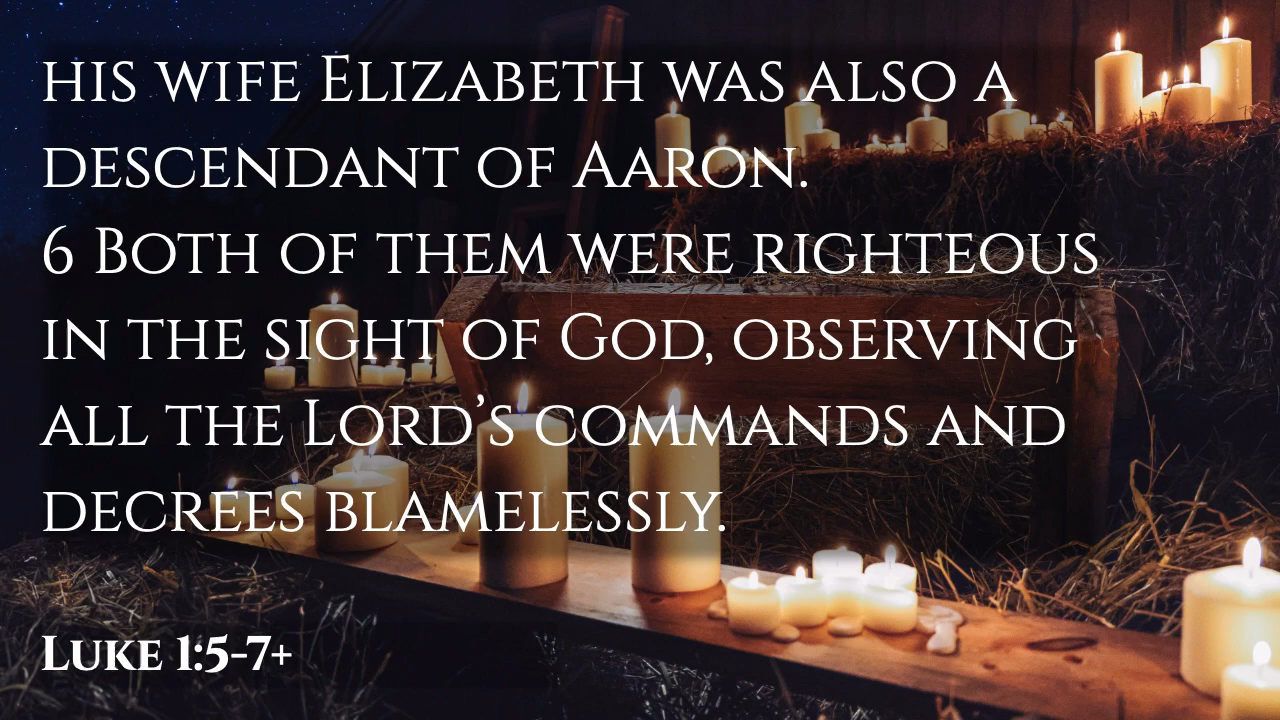 his wife Elizabeth was also a
descendant of Aaron.
6 Both of them were righteous
in the sight of God, observing
all the Lord’s commands and
decrees blamelessly.
Luke 1:5-7+